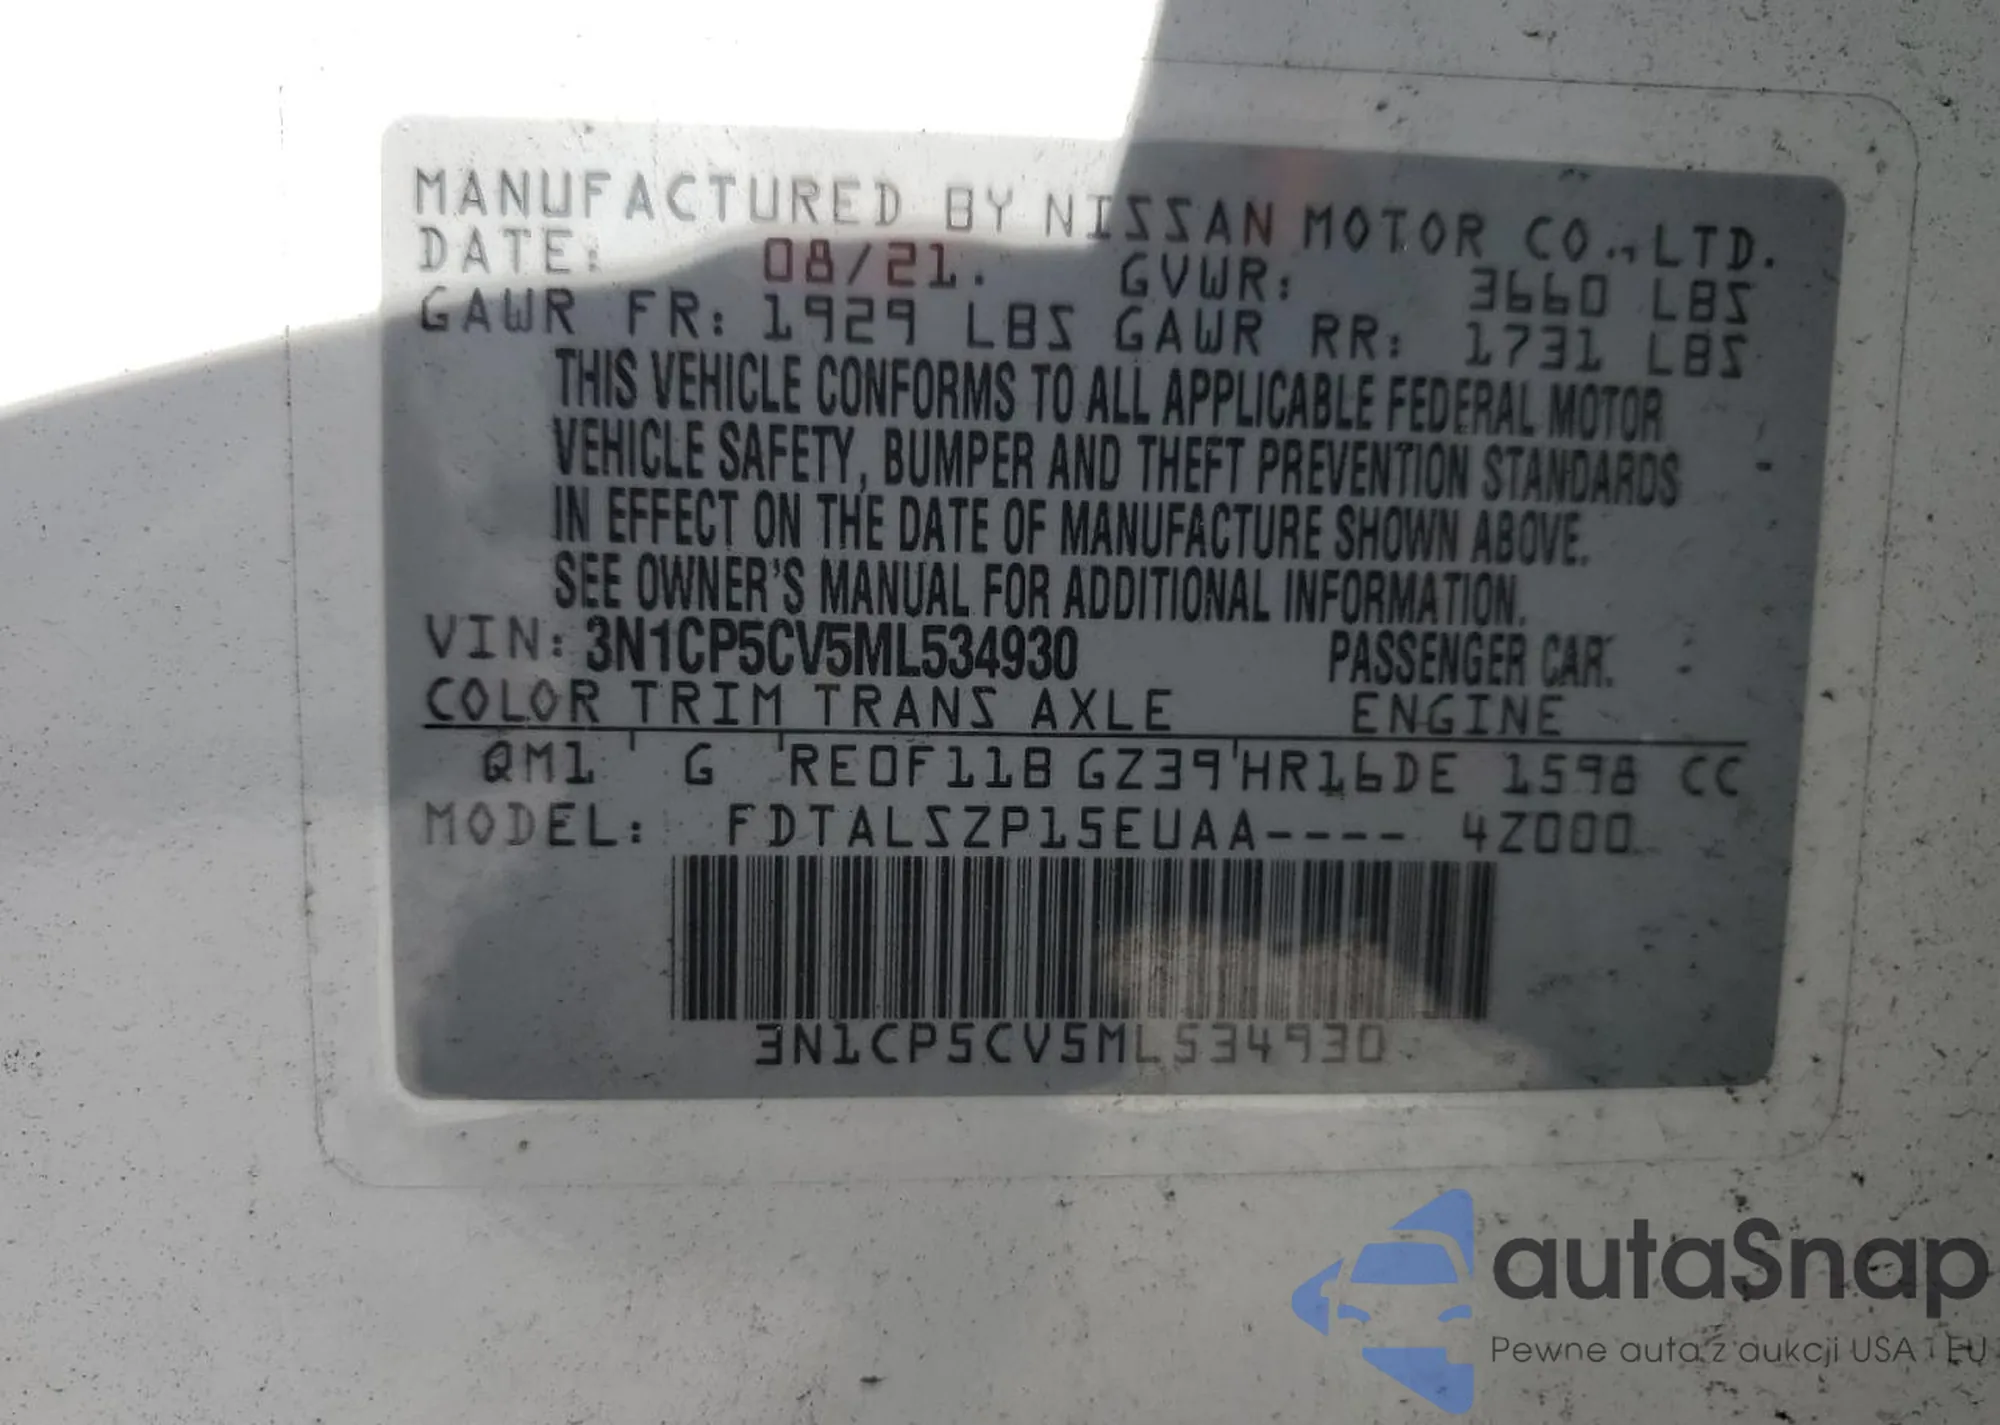 MANUFACTURED BY NISSAN MOTOR CO., LTD.
DATE: 08/21. GVWR: 3660 LBS
GAWR FR: 1929 LBS GAWR RR: 1731 LBS
THIS VEHICLE CONFORMS TO ALL APPLICABLE FEDERAL MOTOR
VEHICLE SAFETY, BUMPER AND THEFT PREVENTION STANDARDS
IN EFFECT ON THE DATE OF MANUFACTURE SHOWN ABOVE.
SEE OWNER'S MANUAL FOR ADDITIONAL INFORMATION.
VIN: 3N1CP5CV5ML534930 PASSENGER CAR.
COLOR TRIM TRANS AXLE ENGINE
QM1 G RE0F11B GZ39 HR16DE 1598 CC
MODEL: FDTALSZP15EUAA---- 4Z000
3N1CP5CV5ML534930
autaSnap
Pewne auta z aukcji USA i EU